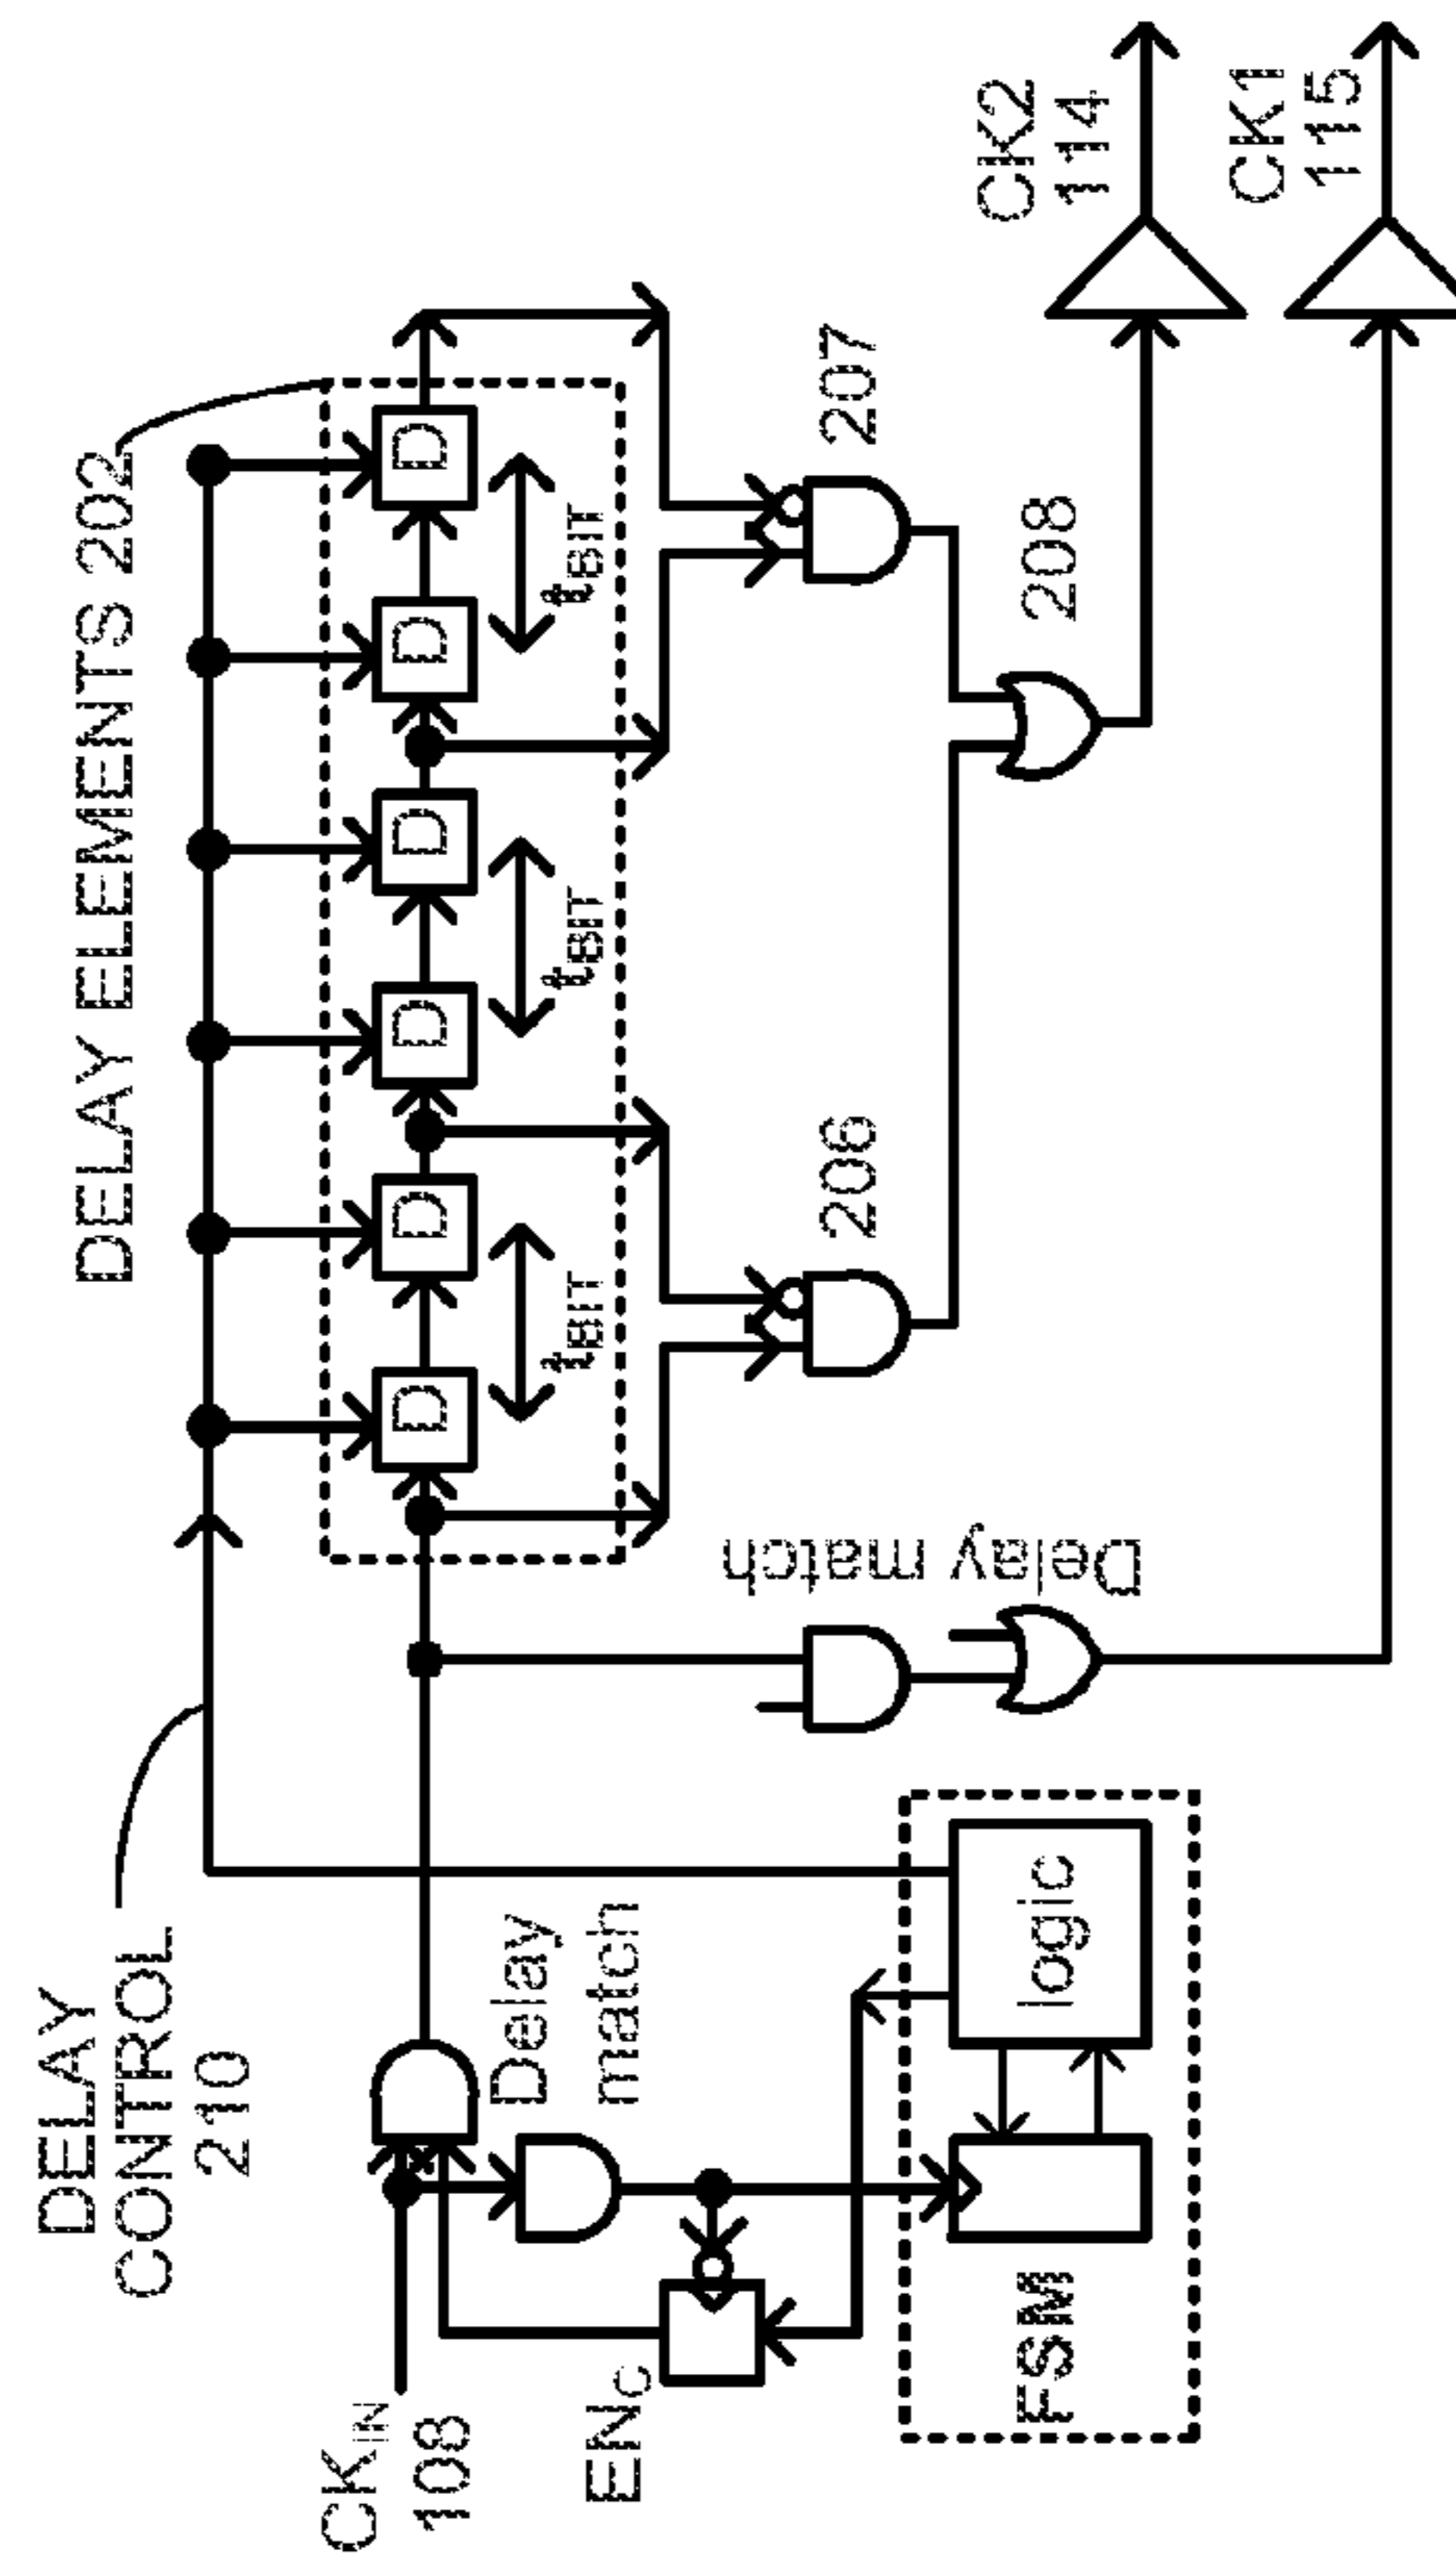 DELAY
CONTROL
210
DELAY ELEMENTS 202
D
D
D
D
D
D
tBIT
tBIT
tBIT
CKIN
108
Delay
match
ENC
FSM
logic
Delay match
206
207
208
CK2
114
CK1
115